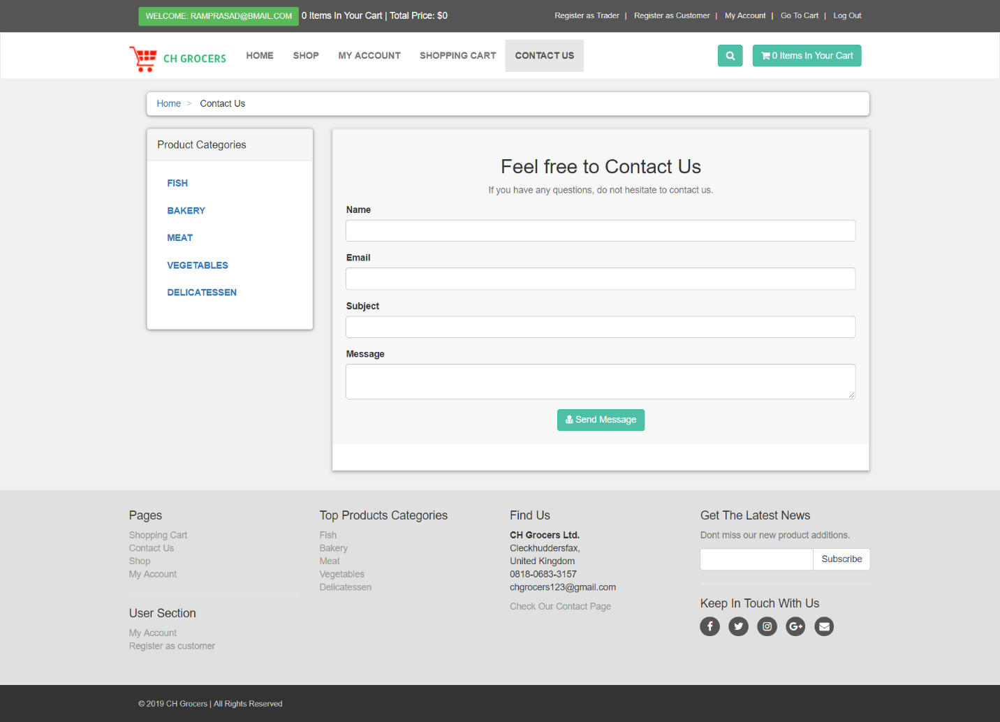 WELCOME: RAMPRASAD@BMAIL.COM 0 Items In Your Cart | Total Price: $0
Register as Trader | Register as Customer | My Account | Go To Cart | Log Out
CH GROCERS HOME SHOP MY ACCOUNT SHOPPING CART CONTACT US 0 Items In Your Cart
Home > Contact Us
Product Categories
FISH
BAKERY
MEAT
VEGETABLES
DELICATESSEN
Feel free to Contact Us
If you have any questions, do not hesitate to contact us.
Name
Email
Subject
Message
Send Message
Pages
Shopping Cart
Contact Us
Shop
My Account
User Section
My Account
Register as customer
Top Products Categories
Fish
Bakery
Meat
Vegetables
Delicatessen
Find Us
CH Grocers Ltd.
Cleckhuddersfax,
United Kingdom
0818-0683-3157
chgrocers123@gmail.com
Check Our Contact Page
Get The Latest News
Dont miss our new product additions.
Subscribe
Keep In Touch With Us
© 2019 CH Grocers | All Rights Reserved